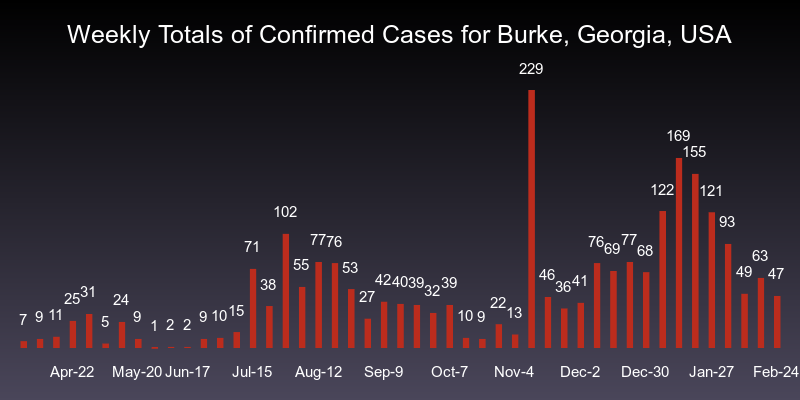 Weekly Totals of Confirmed Cases for Burke, Georgia, USA
7 9 11 25 31 5 24 9 1 2 2 9 10 15 71 38 102 55 77 76 53 27 42 40 39 32 39 10 9 22 13 229 46 36 41 76 69 77 68 122 169 155 121 93 49 63 47
Apr-22 May-20 Jun-17 Jul-15 Aug-12 Sep-9 Oct-7 Nov-4 Dec-2 Dec-30 Jan-27 Feb-24